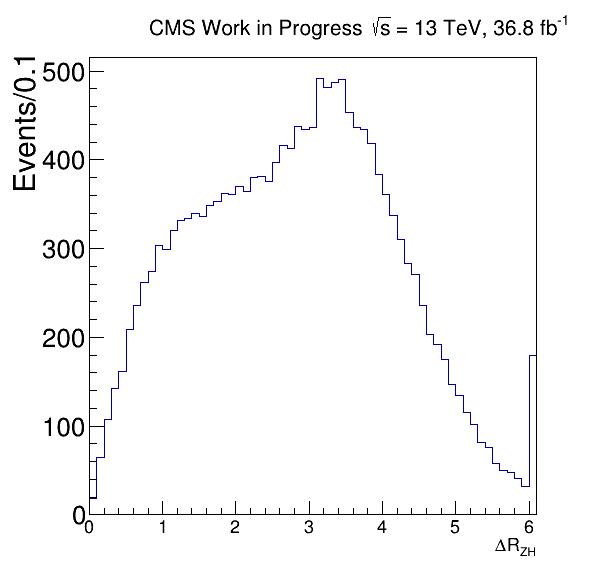 CMS Work in Progress √s = 13 TeV, 36.8 fb⁻¹
Events/0.1
500
400
300
200
100
0
0 1 2 3 4 5 6
ΔR_ZH